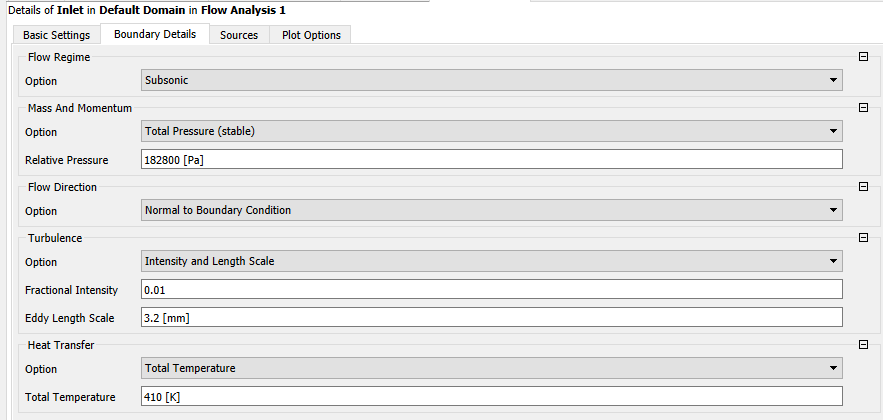 Details of Inlet in Default Domain in Flow Analysis 1
Basic Settings Boundary Details Sources Plot Options
Flow Regime
Option Subsonic
Mass And Momentum
Option Total Pressure (stable)
Relative Pressure 182800 [Pa]
Flow Direction
Option Normal to Boundary Condition
Turbulence
Option Intensity and Length Scale
Fractional Intensity 0.01
Eddy Length Scale 3.2 [mm]
Heat Transfer
Option Total Temperature
Total Temperature 410 [K]